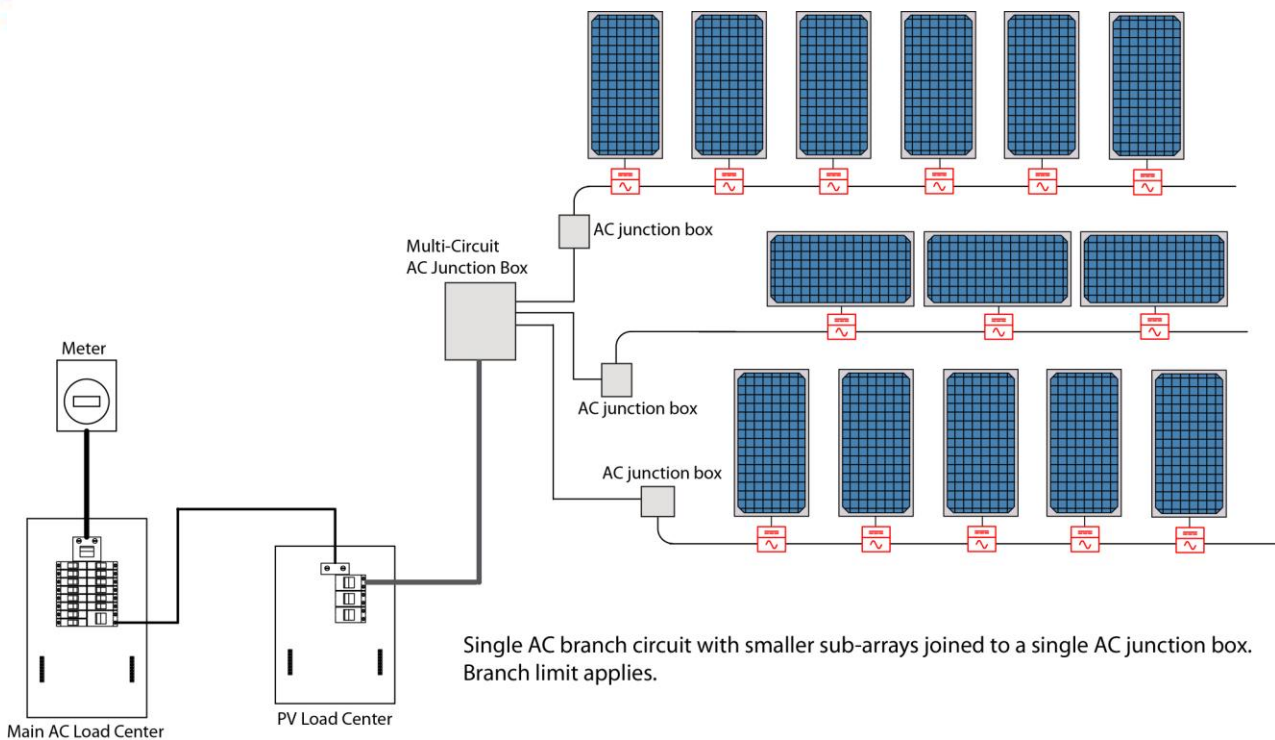 AC junction box
Multi-Circuit
AC Junction Box
Meter
AC junction box
AC junction box
Single AC branch circuit with smaller sub-arrays joined to a single AC junction box.
Branch limit applies.
PV Load Center
Main AC Load Center